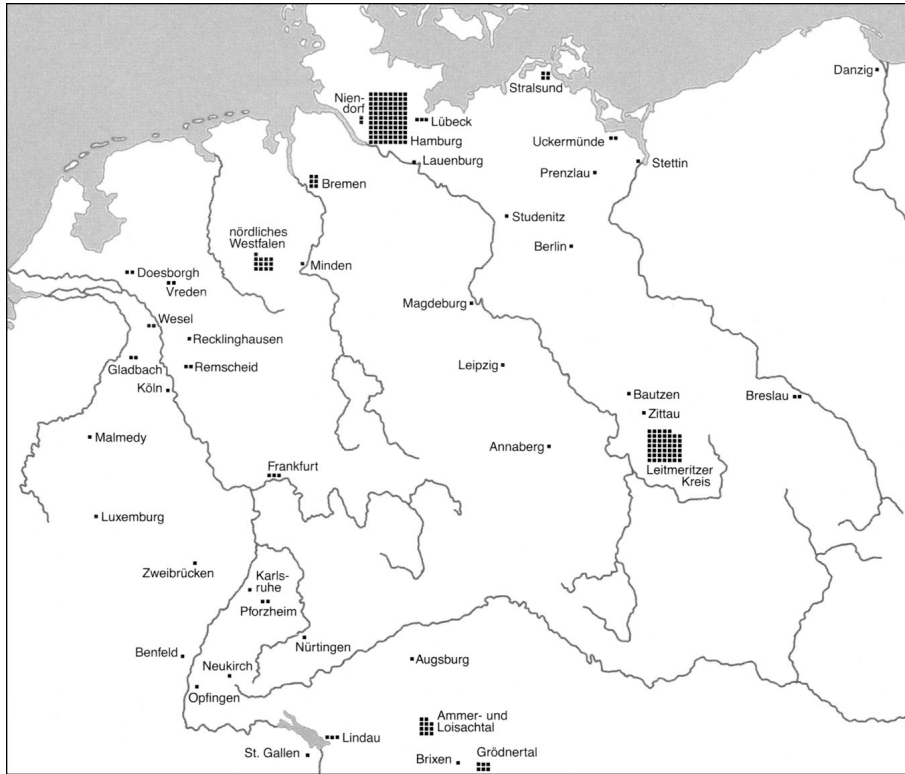 Danzig
Stralsund
Nien-
dorf
Lübeck
Hamburg
Uckermünde
Lauenburg
Stettin
Prenzlau
Bremen
Studenitz
nördliches
Westfalen
Berlin
Minden
Doesborgh
Vreden
Magdeburg
Wesel
Recklinghausen
Gladbach
Remscheid
Leipzig
Köln
Bautzen
Breslau
Zittau
Malmedy
Annaberg
Leitmeritzer
Kreis
Frankfurt
Luxemburg
Zweibrücken
Karls-
ruhe
Pforzheim
Nürtingen
Benfeld
Neukirch
Augsburg
Opfingen
Ammer- und
Loisachtal
Lindau
St. Gallen
Brixen
Grödnertal